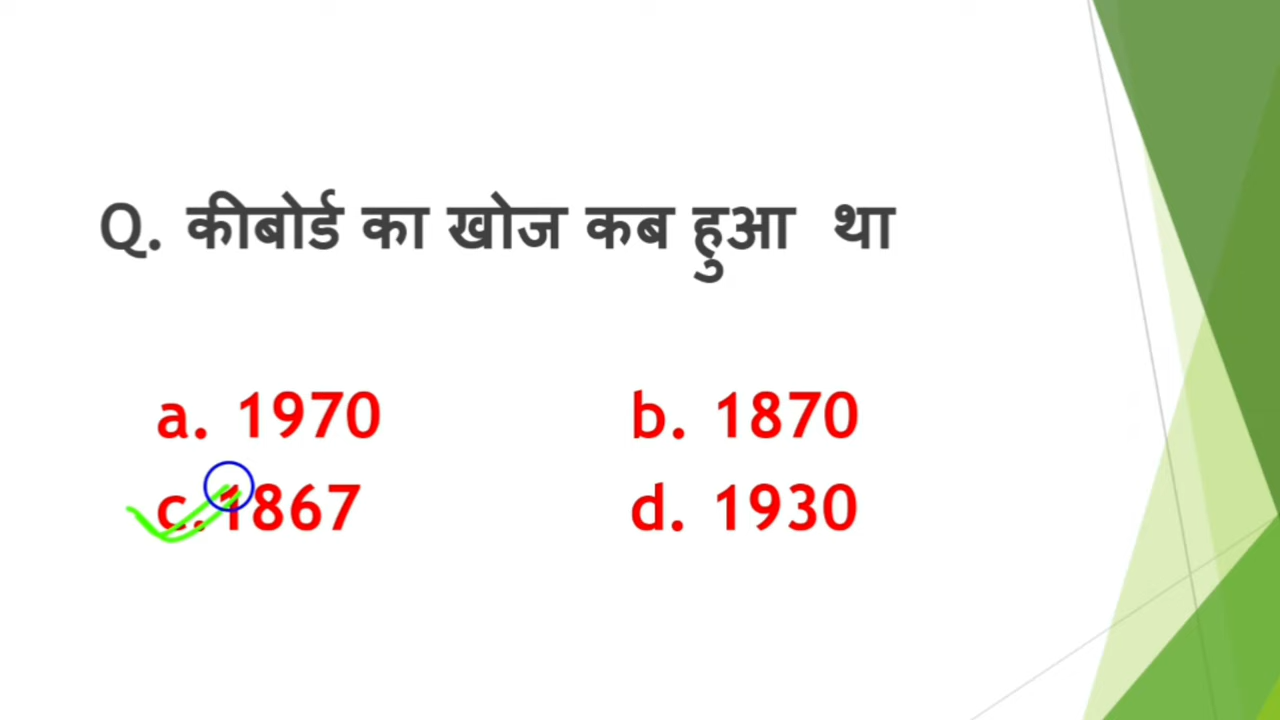 Q. कीबोर्ड का खोज कब हुआ था
a. 1970 b. 1870
c. 1867 d. 1930